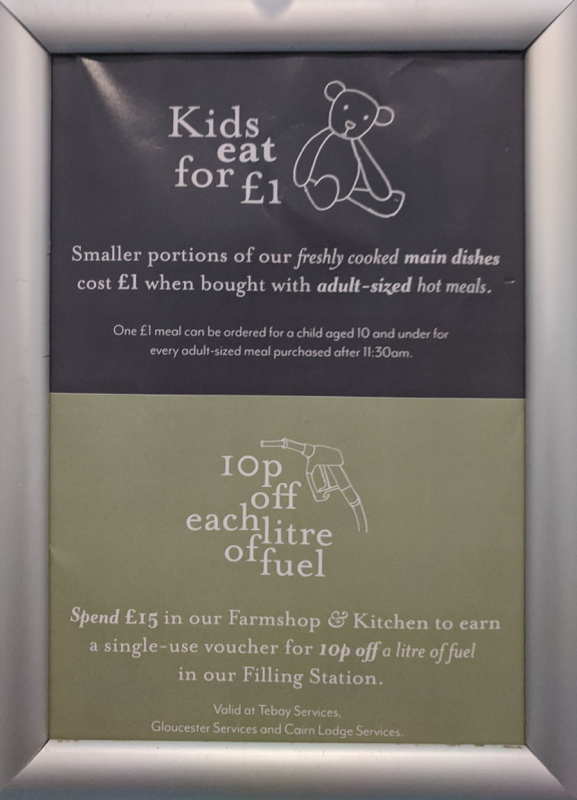 Kids
eat
for £1
Smaller portions of our freshly cooked main dishes
cost £1 when bought with adult-sized hot meals.
One £1 meal can be ordered for a child aged 10 and under for
every adult-sized meal purchased after 11:30am.
10p
off
each litre
of fuel
Spend £15 in our Farmshop & Kitchen to earn
a single-use voucher for 10p off a litre of fuel
in our Filling Station.
Valid at Tebay Services,
Gloucester Services and Cairn Lodge Services.